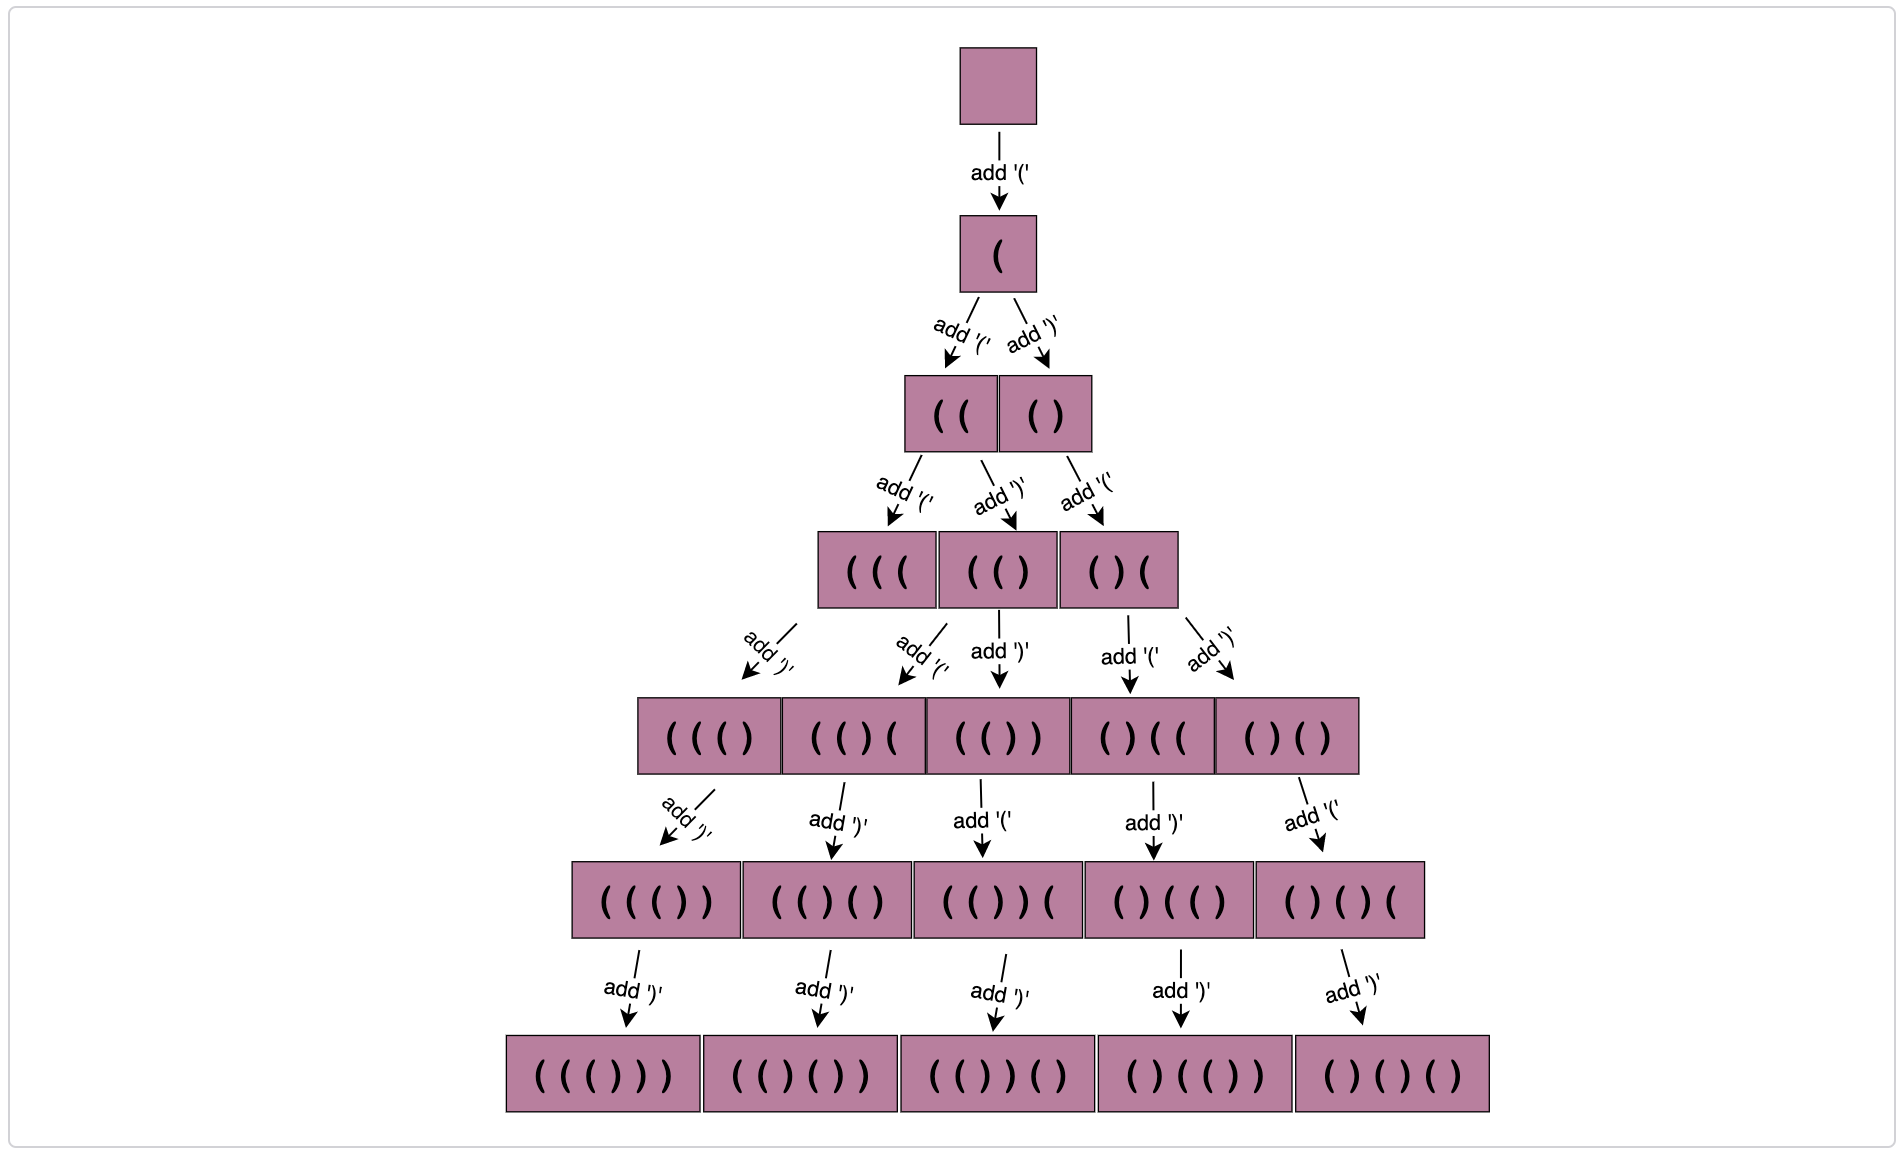 add '('
(
add '(' add ')'
( ( ( )
add '(' add ')' add '('
( ( ( ( ( ) ( ) (
add ')' add '(' add ')' add '(' add ')'
( ( ( ) ( ( ) ( ( ( ) ) ( ) ( ( ( ) ( )
add ')' add ')' add '(' add ')' add '('
( ( ( ) ) ( ( ) ( ) ( ( ) ) ( ( ) ( ( ) ( ) ( ) (
add ')' add ')' add ')' add ')' add ')'
( ( ( ) ) ) ( ( ) ( ) ) ( ( ) ) ( ) ( ) ( ( ) ) ( ) ( ) ( )